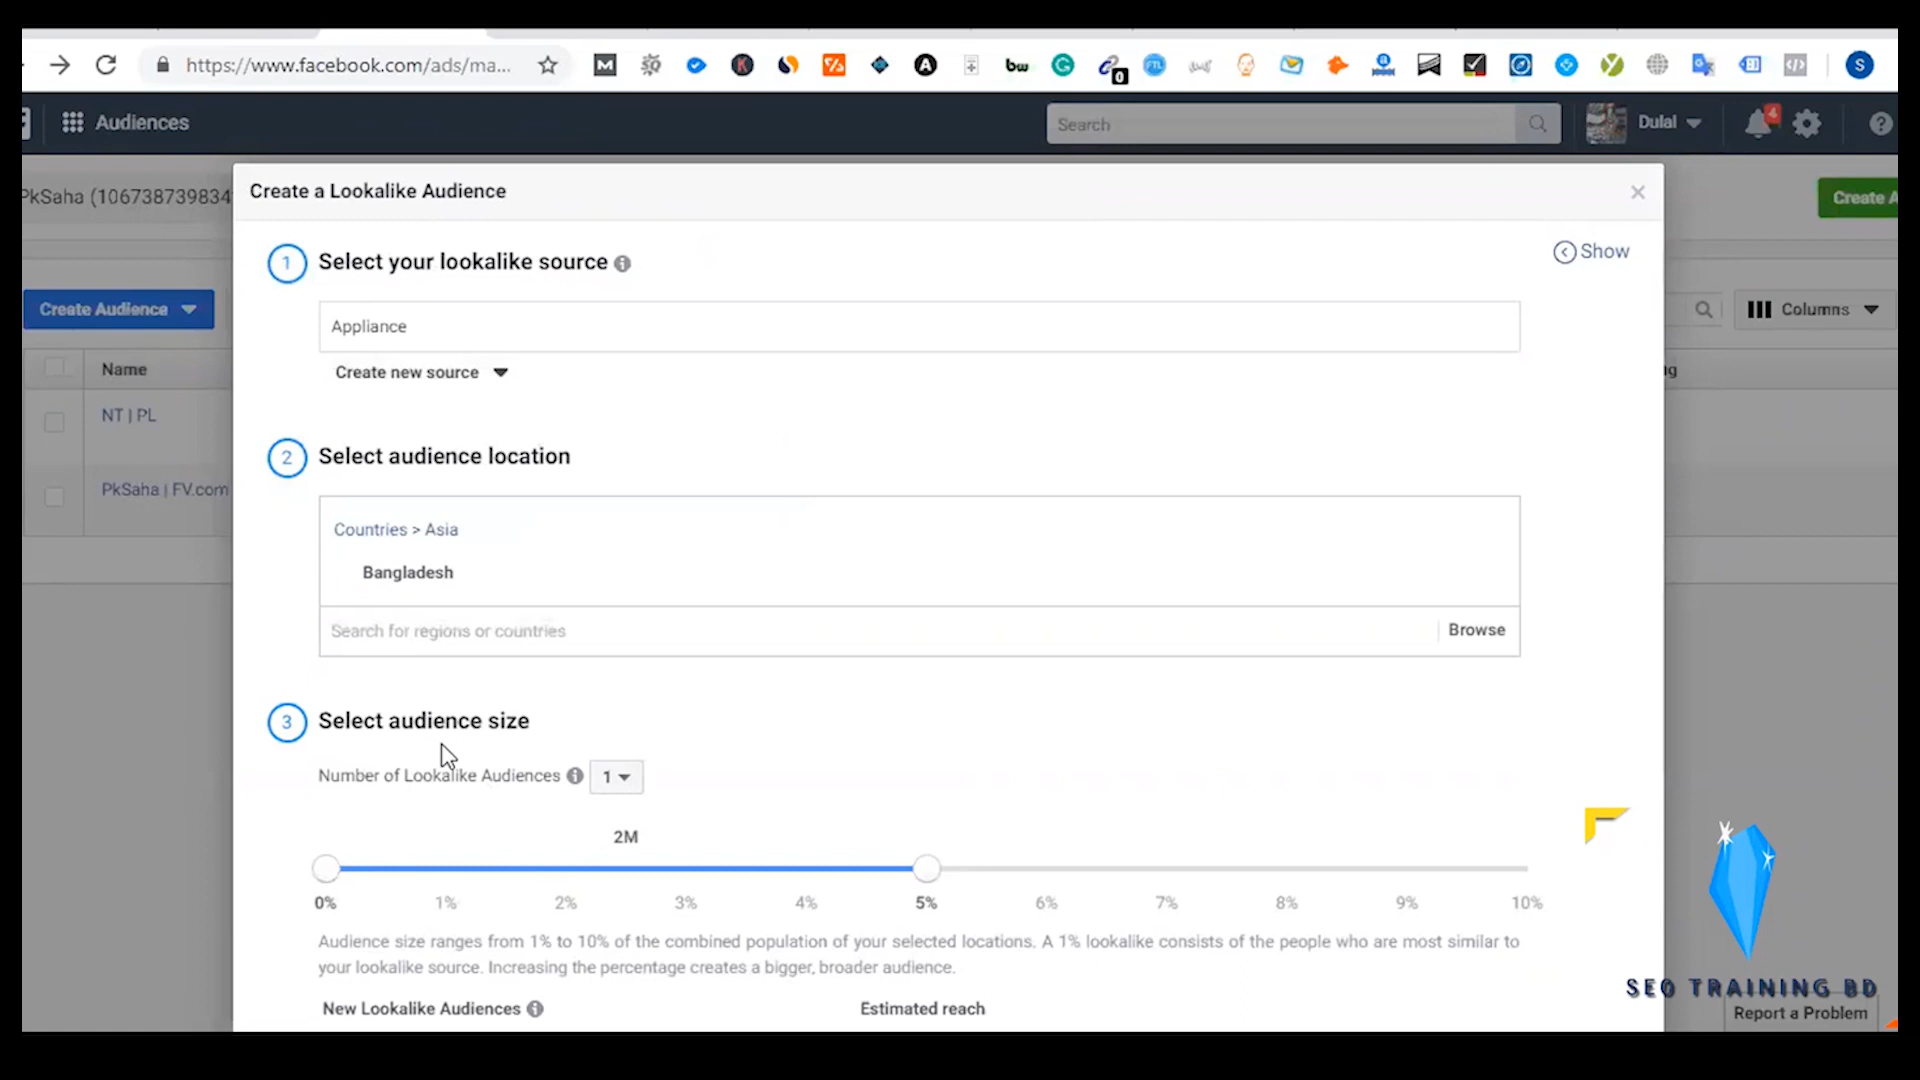 https://www.facebook.com/ads/ma...
bw
0
S
Audiences
Search
Dulal
4
PkSaha (106738739834
Create A
Create a Lookalike Audience
Show
1 Select your lookalike source
Create Audience
Appliance
Columns
Create new source
Name
NT | PL
2 Select audience location
PkSaha | FV.com
Countries > Asia
Bangladesh
Search for regions or countries
Browse
3 Select audience size
Number of Lookalike Audiences 1
2M
0% 1% 2% 3% 4% 5% 6% 7% 8% 9% 10%
Audience size ranges from 1% to 10% of the combined population of your selected locations. A 1% lookalike consists of the people who are most similar to
your lookalike source. Increasing the percentage creates a bigger, broader audience.
New Lookalike Audiences Estimated reach
SEO TRAINING BD
Report a Problem